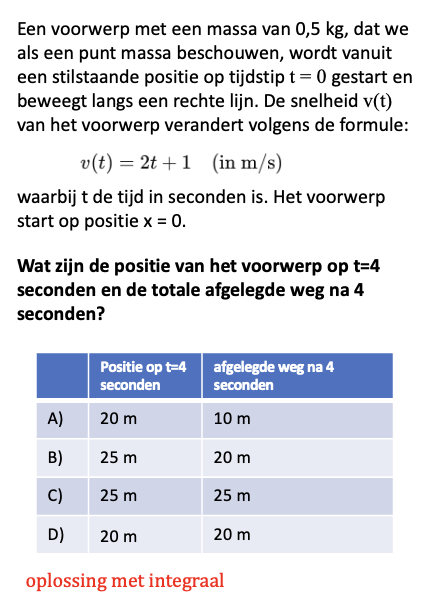 Een voorwerp met een massa van 0,5 kg, dat we
als een punt massa beschouwen, wordt vanuit
een stilstaande positie op tijdstip t = 0 gestart en
beweegt langs een rechte lijn. De snelheid v(t)
van het voorwerp verandert volgens de formule:
v(t) = 2t + 1 (in m/s)
waarbij t de tijd in seconden is. Het voorwerp
start op positie x = 0.
Wat zijn de positie van het voorwerp op t=4
seconden en de totale afgelegde weg na 4
seconden?
Positie op t=4 afgelegde weg na 4
seconden seconden
A) 20 m 10 m
B) 25 m 20 m
C) 25 m 25 m
D) 20 m 20 m
oplossing met integraal